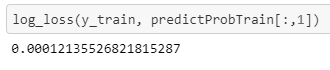 log_loss(y_train, predictProbTrain[:,1])
0.00012135526821815287